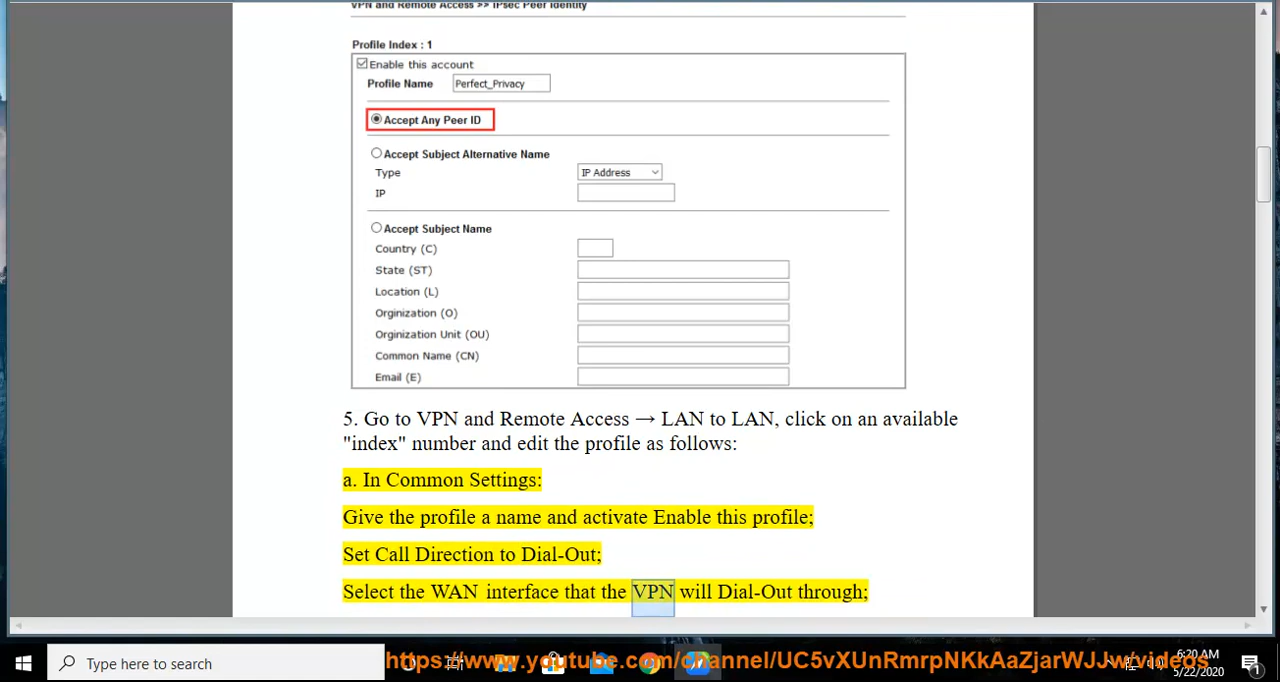 VPN and Remote Access >> IPsec Peer Identity
Profile Index : 1
Enable this account
Profile Name Perfect_Privacy
Accept Any Peer ID
Accept Subject Alternative Name
Type IP Address
IP
Accept Subject Name
Country (C)
State (ST)
Location (L)
Orginization (O)
Orginization Unit (OU)
Common Name (CN)
Email (E)
5. Go to VPN and Remote Access → LAN to LAN, click on an available
"index" number and edit the profile as follows:
a. In Common Settings:
Give the profile a name and activate Enable this profile;
Set Call Direction to Dial-Out;
Select the WAN interface that the VPN will Dial-Out through;
Type here to search
https://www.youtube.com/channel/UC5vXUnRmrpNKkAaZjarWJJw/videos
6:20 AM
5/22/2020
1